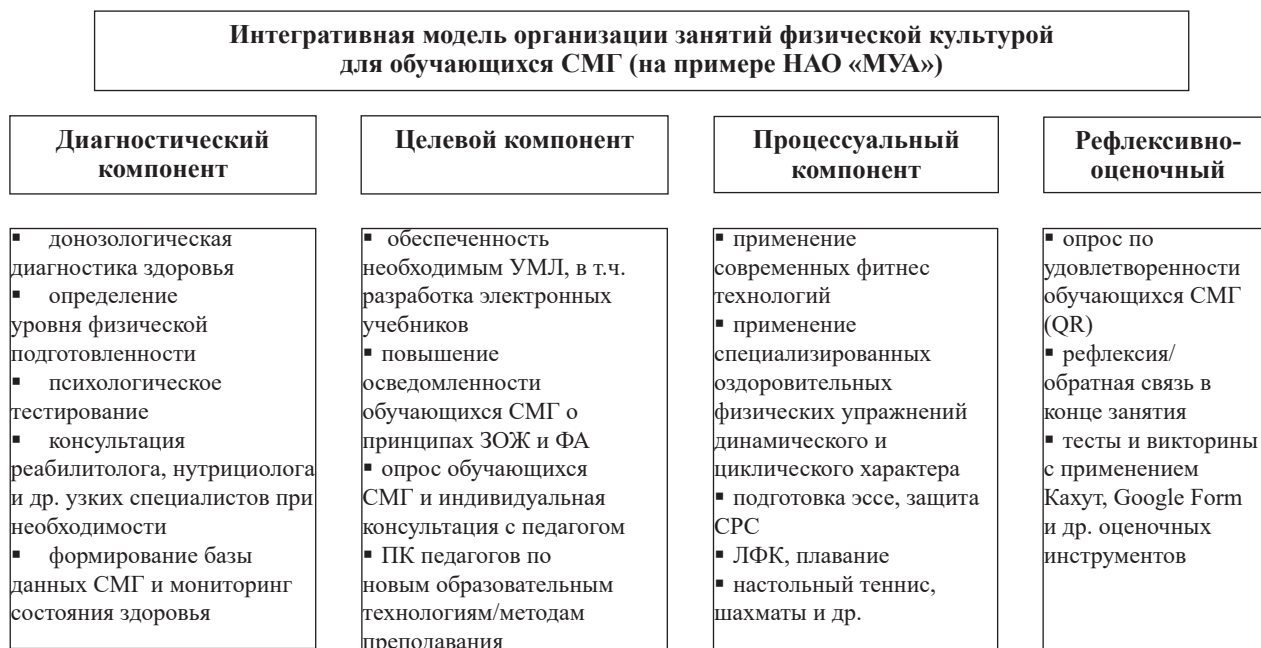 Интегративная модель организации занятий физической культурой
для обучающихся СМГ (на примере НАО «МУА»)
Диагностический
компонент
▪ донозологическая
диагностика здоровья
▪ определение
уровня физической
подготовленности
▪ психологическое
тестирование
▪ консультация
реабилитолога, нутрициолога
и др. узких специалистов при
необходимости
▪ формирование базы
данных СМГ и мониторинг
состояния здоровья
Целевой компонент
▪ обеспеченность
необходимым УМЛ, в т.ч.
разработка электронных
учебников
▪ повышение
осведомленности
обучающихся СМГ о
принципах ЗОЖ и ФА
▪ опрос обучающихся
СМГ и индивидуальная
консультация с педагогом
▪ ПК педагогов по
новым образовательным
технологиям/методам
преподавания
Процессуальный
компонент
▪ применение
современных фитнес
технологий
▪ применение
специализированных
оздоровительных
физических упражнений
динамического и
циклического характера
▪ подготовка эссе, защита
СРС
▪ ЛФК, плавание
▪ настольный теннис,
шахматы и др.
Рефлексивно-
оценочный
▪ опрос по
удовлетворенности
обучающихся СМГ
(QR)
▪ рефлексия/
обратная связь в
конце занятия
▪ тесты и викторины
с применением
Кахут, Google Form
и др. оценочных
инструментов